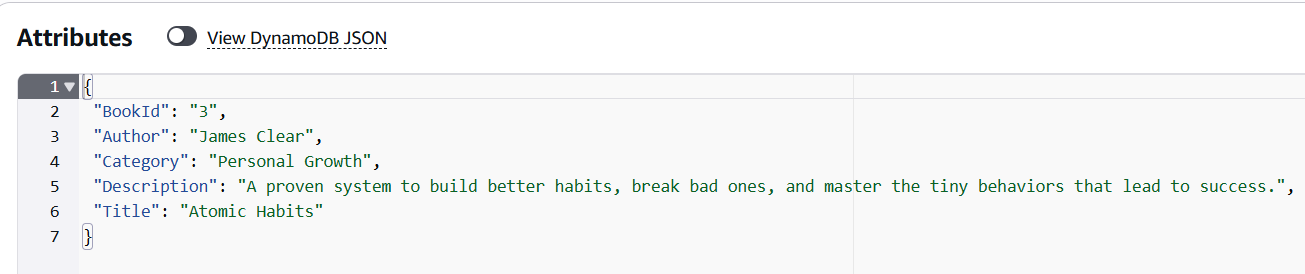 Attributes View DynamoDB JSON
1 {
2 "BookId": "3",
3 "Author": "James Clear",
4 "Category": "Personal Growth",
5 "Description": "A proven system to build better habits, break bad ones, and master the tiny behaviors that lead to success.",
6 "Title": "Atomic Habits"
7 }